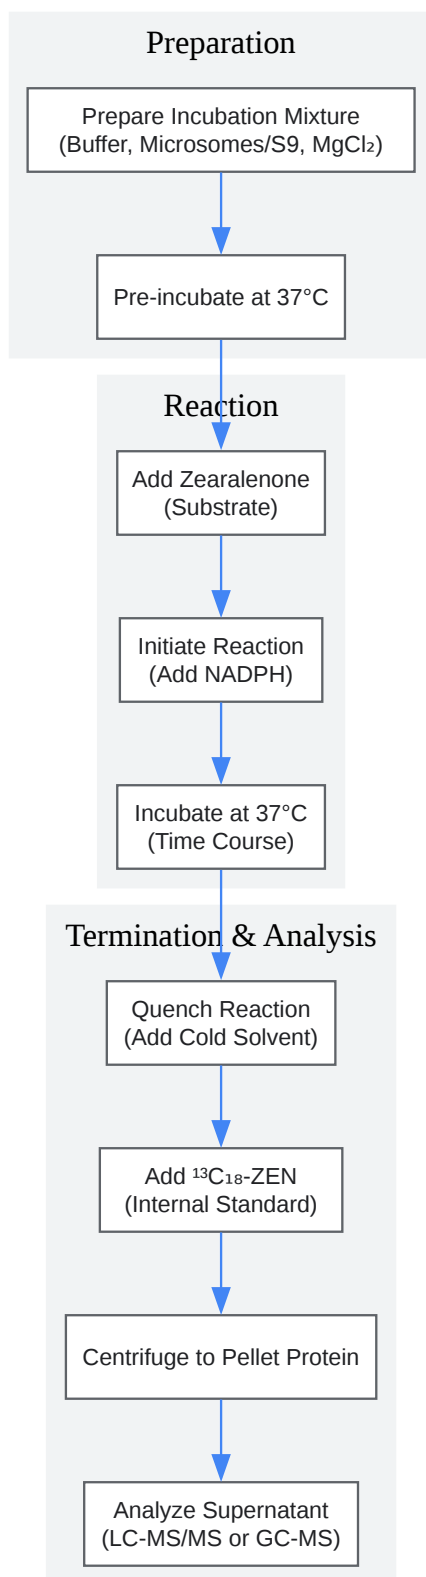 Preparation
Prepare Incubation Mixture
(Buffer, Microsomes/S9, MgCl₂)
Pre-incubate at 37°C
Reaction
Add Zearalenone
(Substrate)
Initiate Reaction
(Add NADPH)
Incubate at 37°C
(Time Course)
Termination & Analysis
Quench Reaction
(Add Cold Solvent)
Add ¹³C₁₈-ZEN
(Internal Standard)
Centrifuge to Pellet Protein
Analyze Supernatant
(LC-MS/MS or GC-MS)